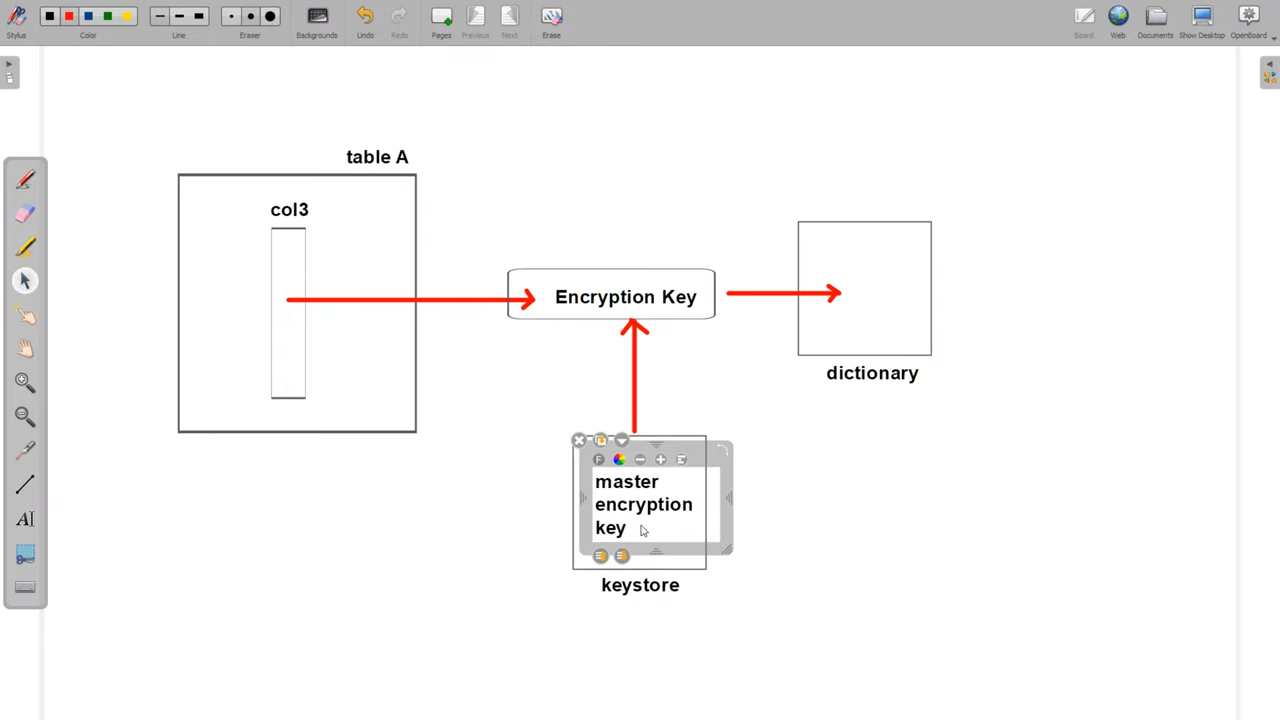 Stylus
Color
Line
Eraser
Backgrounds
Undo
Redo
Pages
Previous
Next
Erase
Board
Web
Documents
Show Desktop
OpenBoard
table A
col3
Encryption Key
dictionary
F
master
encryption
key
keystore
A